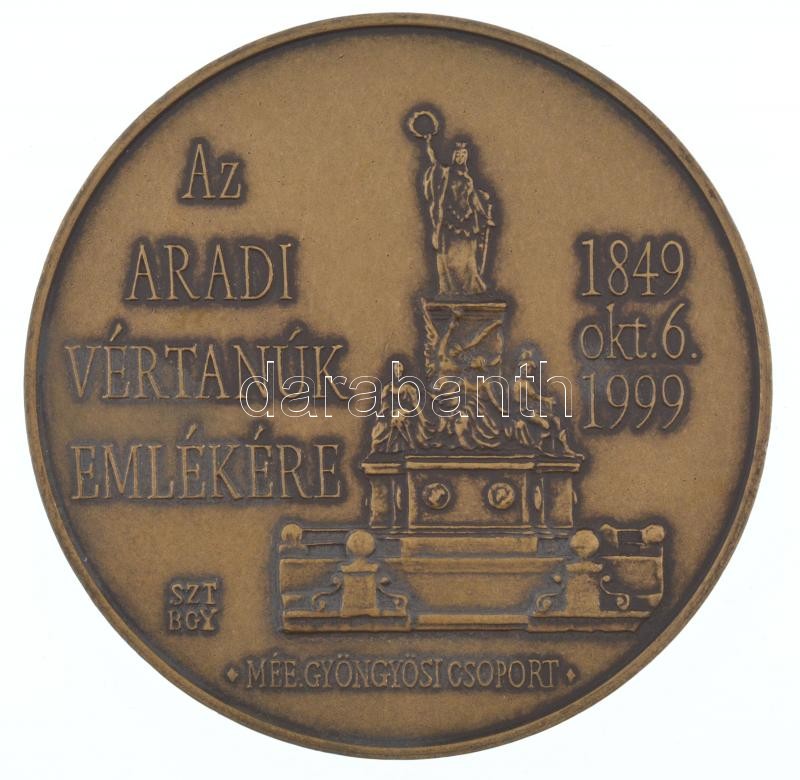 Az
ARADI
VÉRTANÚK
EMLÉKÉRE
1849
okt.6.
1999
darabanth
SZT
BGY
MÉE.GYÖNGYÖSI CSOPORT